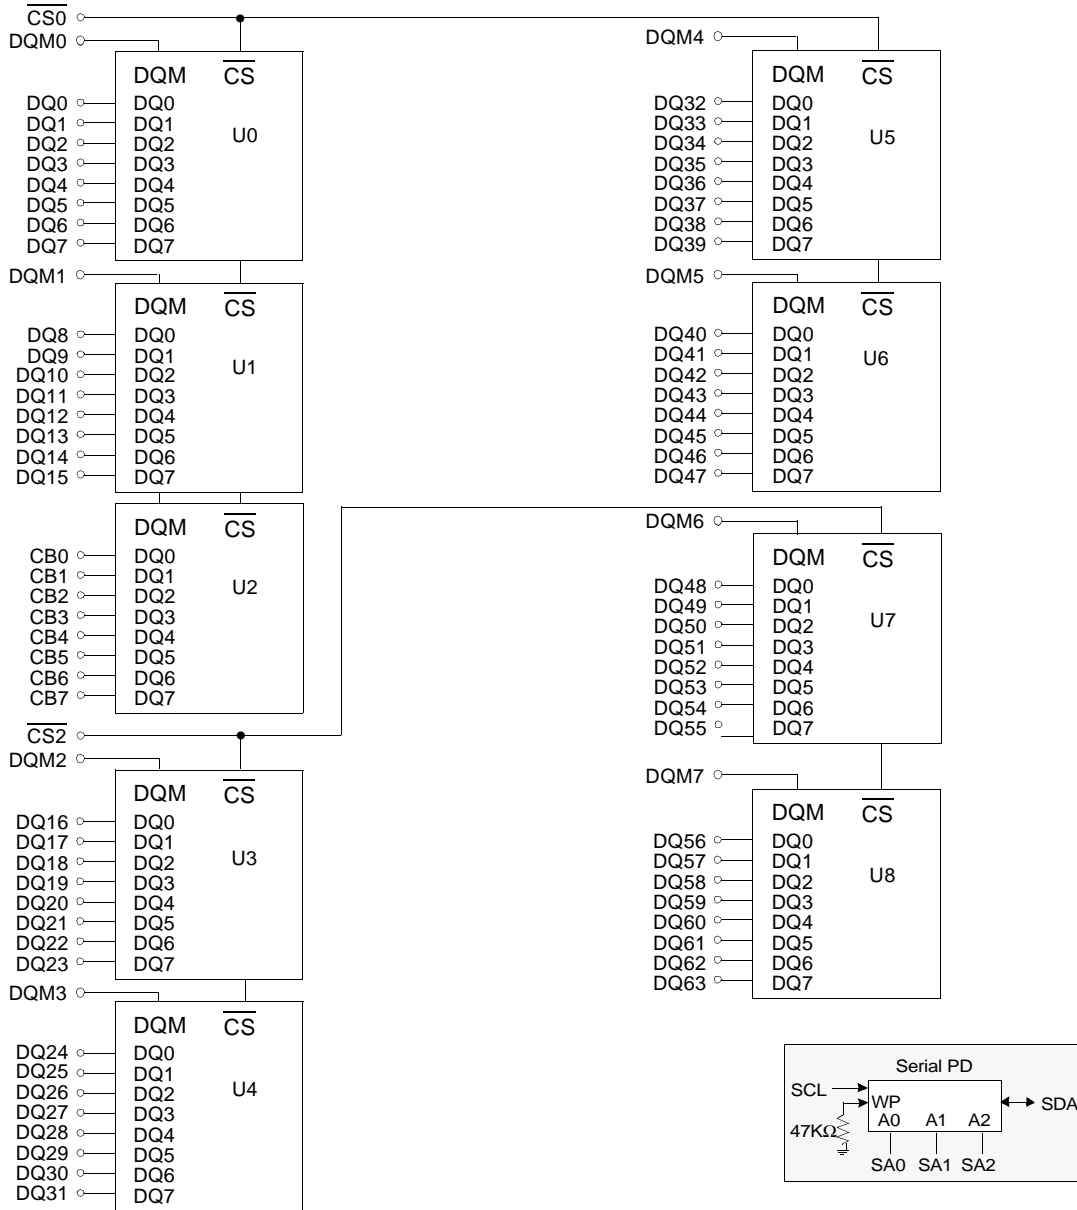 CS0
DQM0
DQM CS
DQ0 DQ0
DQ1 DQ1
U0
DQ2 DQ2
DQ3 DQ3
DQ4 DQ4
DQ5 DQ5
DQ6 DQ6
DQ7 DQ7
DQM1
DQM CS
DQ8 DQ0
DQ9 DQ1
U1
DQ10 DQ2
DQ11 DQ3
DQ12 DQ4
DQ13 DQ5
DQ14 DQ6
DQ15 DQ7
DQM CS
CB0 DQ0
CB1 DQ1
U2
CB2 DQ2
CB3 DQ3
CB4 DQ4
CB5 DQ5
CB6 DQ6
CB7 DQ7
CS2
DQM2
DQM CS
DQ16 DQ0
DQ17 DQ1
U3
DQ18 DQ2
DQ19 DQ3
DQ20 DQ4
DQ21 DQ5
DQ22 DQ6
DQ23 DQ7
DQM3
DQM CS
DQ24 DQ0
DQ25 DQ1
U4
DQ26 DQ2
DQ27 DQ3
DQ28 DQ4
DQ29 DQ5
DQ30 DQ6
DQ31 DQ7
DQM4
DQM CS
DQ32 DQ0
DQ33 DQ1
U5
DQ34 DQ2
DQ35 DQ3
DQ36 DQ4
DQ37 DQ5
DQ38 DQ6
DQ39 DQ7
DQM5
DQM CS
DQ40 DQ0
DQ41 DQ1
U6
DQ42 DQ2
DQ43 DQ3
DQ44 DQ4
DQ45 DQ5
DQ46 DQ6
DQ47 DQ7
DQM6
DQM CS
DQ48 DQ0
DQ49 DQ1
U7
DQ50 DQ2
DQ51 DQ3
DQ52 DQ4
DQ53 DQ5
DQ54 DQ6
DQ55 DQ7
DQM7
DQM CS
DQ56 DQ0
DQ57 DQ1
U8
DQ58 DQ2
DQ59 DQ3
DQ60 DQ4
DQ61 DQ5
DQ62 DQ6
DQ63 DQ7
Serial PD
SCL
WP
SDA
A0 A1 A2
47KΩ
SA0 SA1 SA2